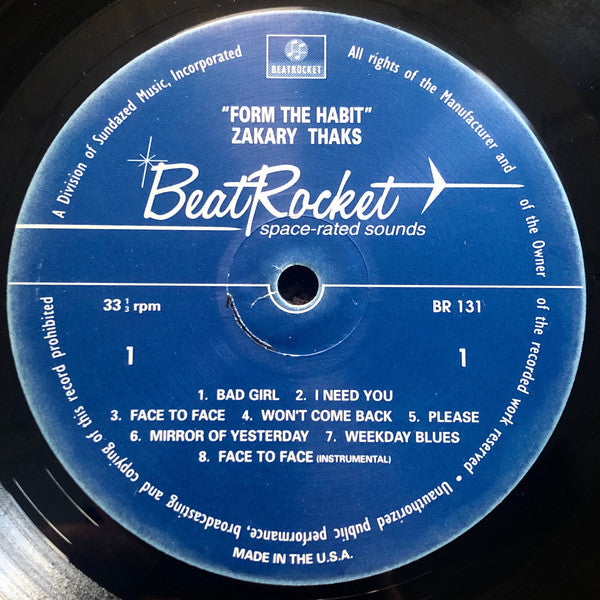 A Division of Sundazed Music, Incorporated
BEATROCKET
All rights of the Manufacturer and of the Owner of the recorded work reserved • Unauthorized public performance, broadcasting and copying of this record prohibited
"FORM THE HABIT"
ZAKARY THAKS
BeatRocket
space-rated sounds
33 1/3 rpm
BR 131
1
1
1. BAD GIRL 2. I NEED YOU
3. FACE TO FACE 4. WON'T COME BACK 5. PLEASE
6. MIRROR OF YESTERDAY 7. WEEKDAY BLUES
8. FACE TO FACE (INSTRUMENTAL)
MADE IN THE U.S.A.